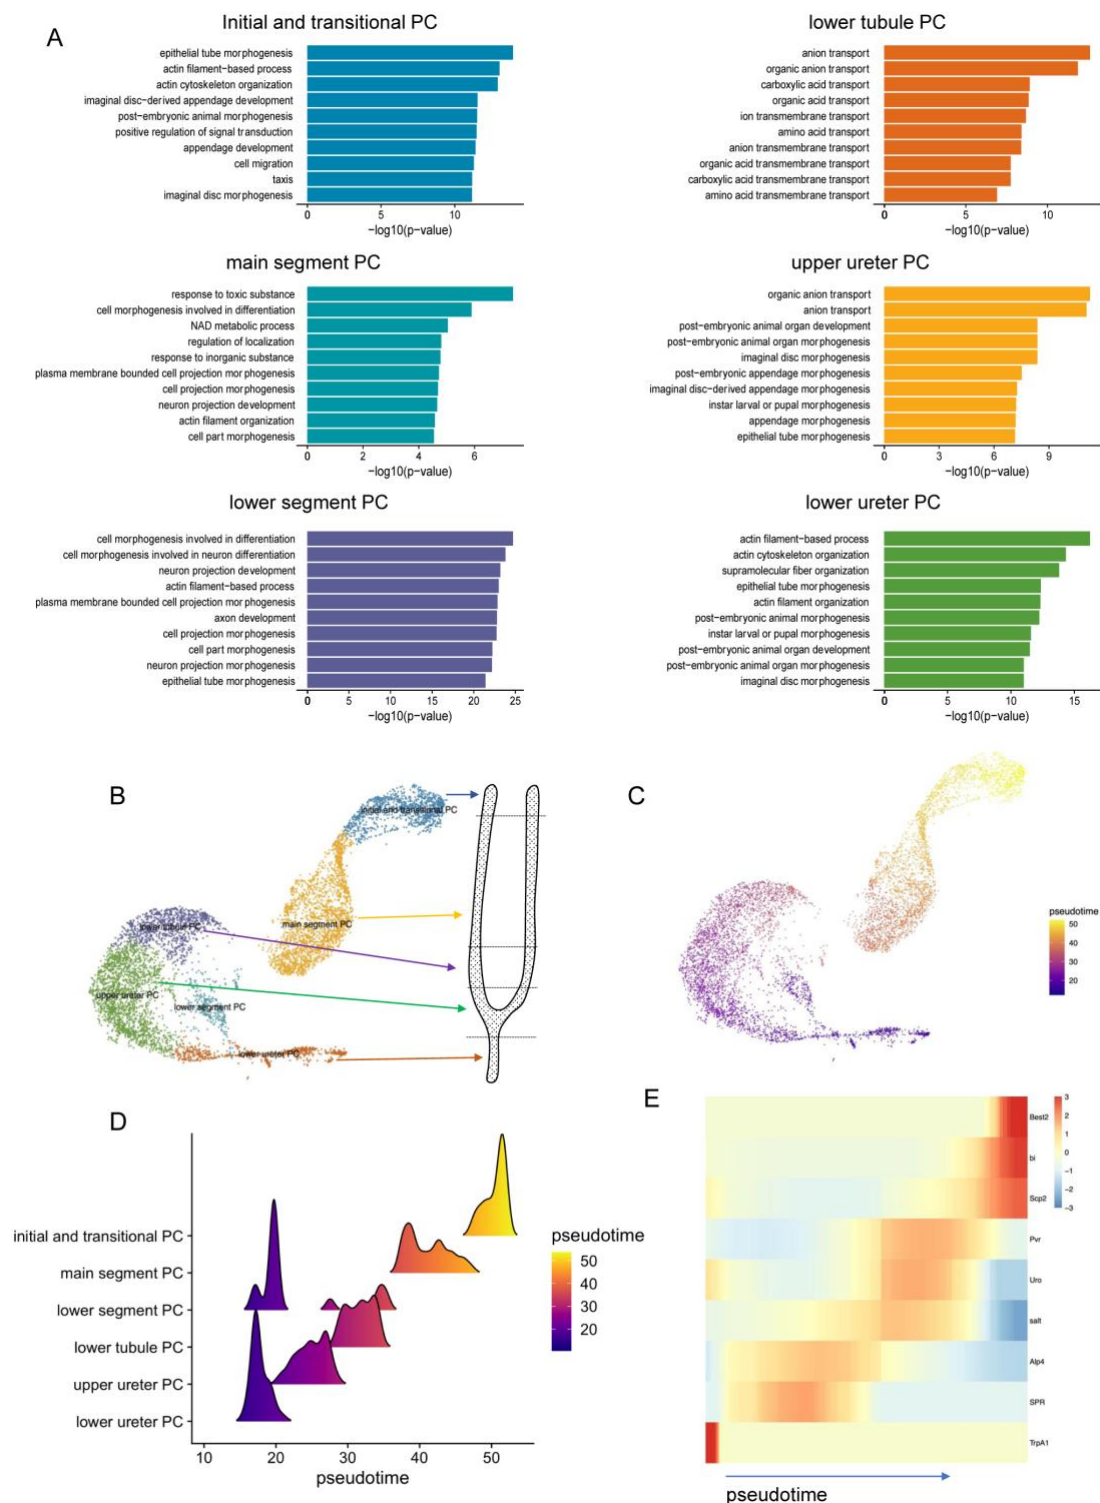 A
Initial and transitional PC
epithelial tube morphogenesis
actin filament-based process
actin cytoskeleton organization
imaginal disc-derived appendage development
post-embryonic animal morphogenesis
positive regulation of signal transduction
appendage development
cell migration
taxis
imaginal disc morphogenesis
0 5 10
−log10(p−value)
lower tubule PC
anion transport
organic anion transport
carboxylic acid transport
organic acid transport
ion transmembrane transport
amino acid transport
anion transmembrane transport
organic acid transmembrane transport
carboxylic acid transmembrane transport
amino acid transmembrane transport
0 5 10
−log10(p−value)
main segment PC
response to toxic substance
cell morphogenesis involved in differentiation
NAD metabolic process
regulation of localization
response to inorganic substance
plasma membrane bounded cell projection morphogenesis
cell projection morphogenesis
neuron projection development
actin filament organization
cell part morphogenesis
0 2 4 6
−log10(p−value)
upper ureter PC
organic anion transport
anion transport
post-embryonic animal organ development
post-embryonic animal organ morphogenesis
imaginal disc morphogenesis
post-embryonic appendage morphogenesis
imaginal disc-derived appendage morphogenesis
instar larval or pupal morphogenesis
appendage morphogenesis
epithelial tube morphogenesis
0 3 6 9
−log10(p−value)
lower segment PC
cell morphogenesis involved in differentiation
cell morphogenesis involved in neuron differentiation
neuron projection development
actin filament-based process
plasma membrane bounded cell projection morphogenesis
axon development
cell projection morphogenesis
cell part morphogenesis
neuron projection morphogenesis
epithelial tube morphogenesis
0 5 10 15 20 25
−log10(p−value)
lower ureter PC
actin filament-based process
actin cytoskeleton organization
supramolecular fiber organization
epithelial tube morphogenesis
actin filament organization
post-embryonic animal morphogenesis
instar larval or pupal morphogenesis
post-embryonic animal organ development
post-embryonic animal organ morphogenesis
imaginal disc morphogenesis
0 5 10 15
−log10(p−value)
B
initial and transitional PC
main segment PC
lower tubule PC
upper ureter PC
lower segment PC
lower ureter PC
C
pseudotime
50
40
30
20
D
initial and transitional PC
main segment PC
lower segment PC
lower tubule PC
upper ureter PC
lower ureter PC
10 20 30 40 50
pseudotime
pseudotime
50
40
30
20
E
Best2
bi
Scp2
Pvr
Uro
salt
Alp4
SPR
TrpA1
3
2
1
0
−1
−2
−3
pseudotime